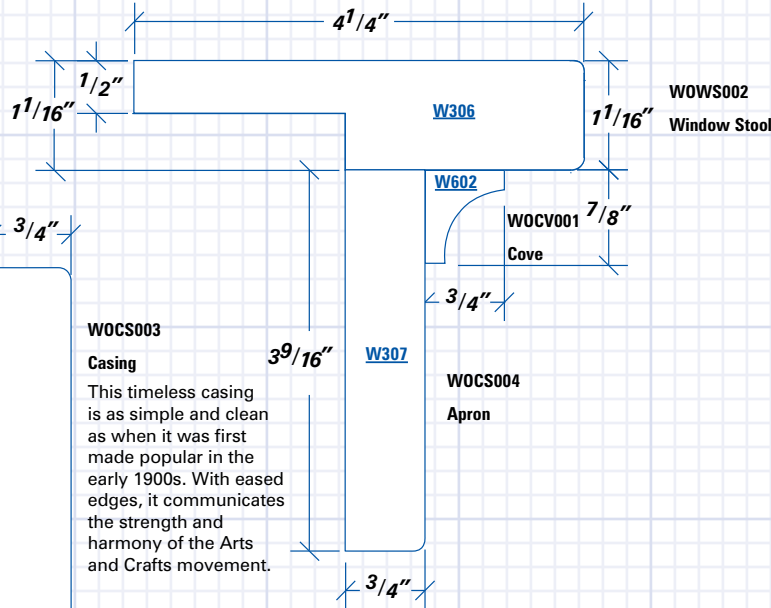 4 1/4"
1/2"
1 1/16"
W306
1 1/16"
WOWS002
Window Stool
W602
3/4"
WOCV001
7/8"
Cove
3/4"
WOCS003
Casing
This timeless casing
is as simple and clean
as when it was first
made popular in the
early 1900s. With eased
edges, it communicates
the strength and
harmony of the Arts
and Crafts movement.
3 9/16"
W307
WOCS004
Apron
3/4"